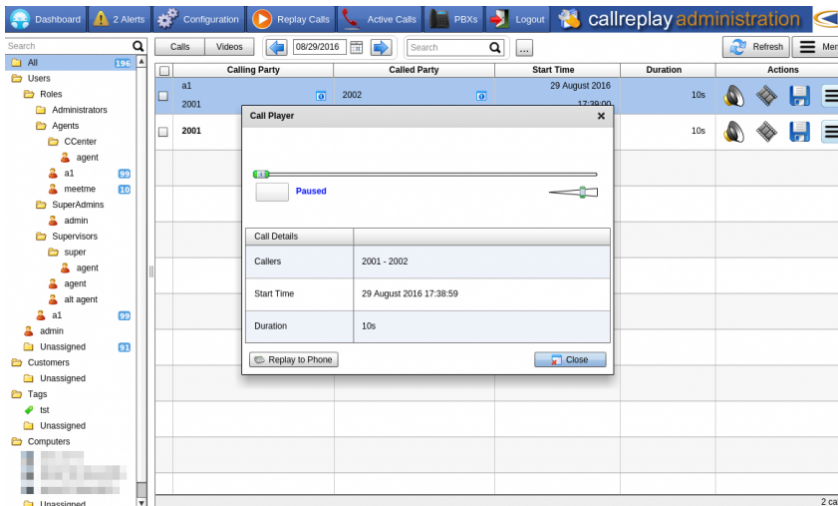 Dashboard 2 Alerts Configuration Replay Calls Active Calls PBXs Logout callreplay administration
Search Calls Videos 08/29/2016 Search ... Refresh Men
All 196
Users
Roles
Administrators
Agents
CCenter
agent
a1 99
meetme 10
SuperAdmins
admin
Supervisors
super
agent
agent
alt agent
a1 99
admin
Unassigned 91
Customers
Unassigned
Tags
tst
Unassigned
Computers
Unassigned
Calling Party Called Party Start Time Duration Actions
a1
2001 2002 29 August 2016 17:39:00 10s
2001 10s
Call Player
Paused
Call Details
Callers 2001 - 2002
Start Time 29 August 2016 17:38:59
Duration 10s
Replay to Phone Close
2 ca